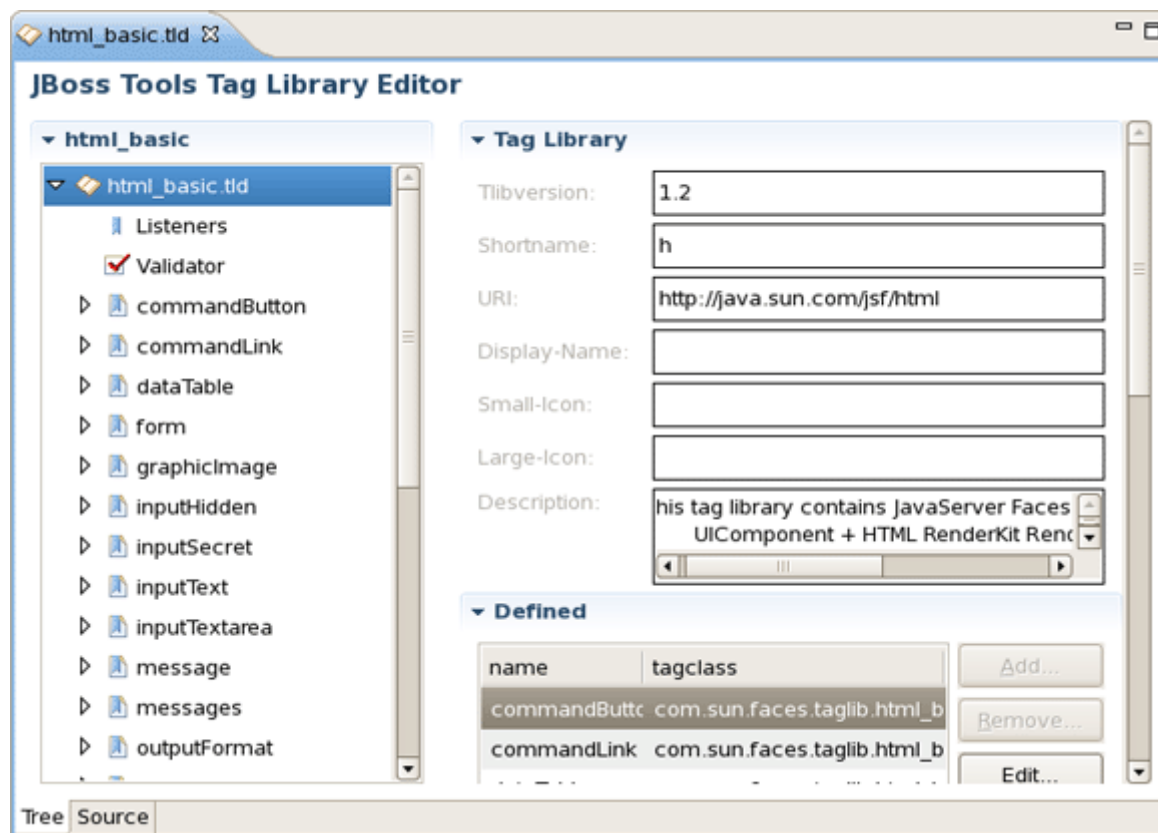 html_basic.tld
JBoss Tools Tag Library Editor
html_basic
html_basic.tld
Listeners
Validator
commandButton
commandLink
dataTable
form
graphicImage
inputHidden
inputSecret
inputText
inputTextarea
message
messages
outputFormat
Tag Library
Tlibversion: 1.2
Shortname: h
URI: http://java.sun.com/jsf/html
Display-Name:
Small-Icon:
Large-Icon:
Description: his tag library contains JavaServer Faces
UIComponent + HTML RenderKit Rend
Defined
name tagclass
commandButto com.sun.faces.taglib.html_b
commandLink com.sun.faces.taglib.html_b
Add...
Remove...
Edit...
Tree Source